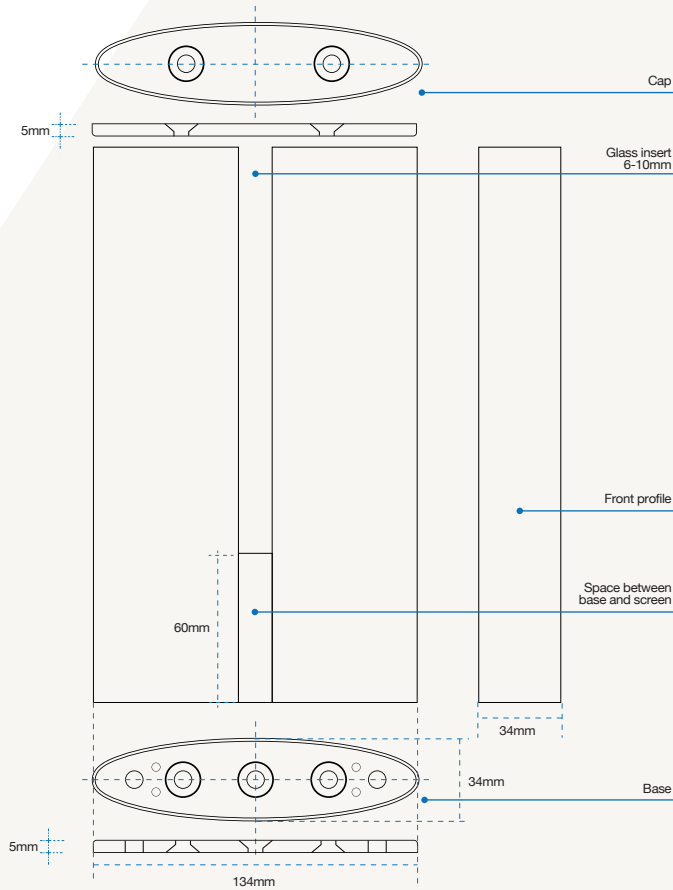 Cap
5mm
Glass insert
6-10mm
Front profile
Space between
base and screen
60mm
34mm
34mm
Base
5mm
134mm